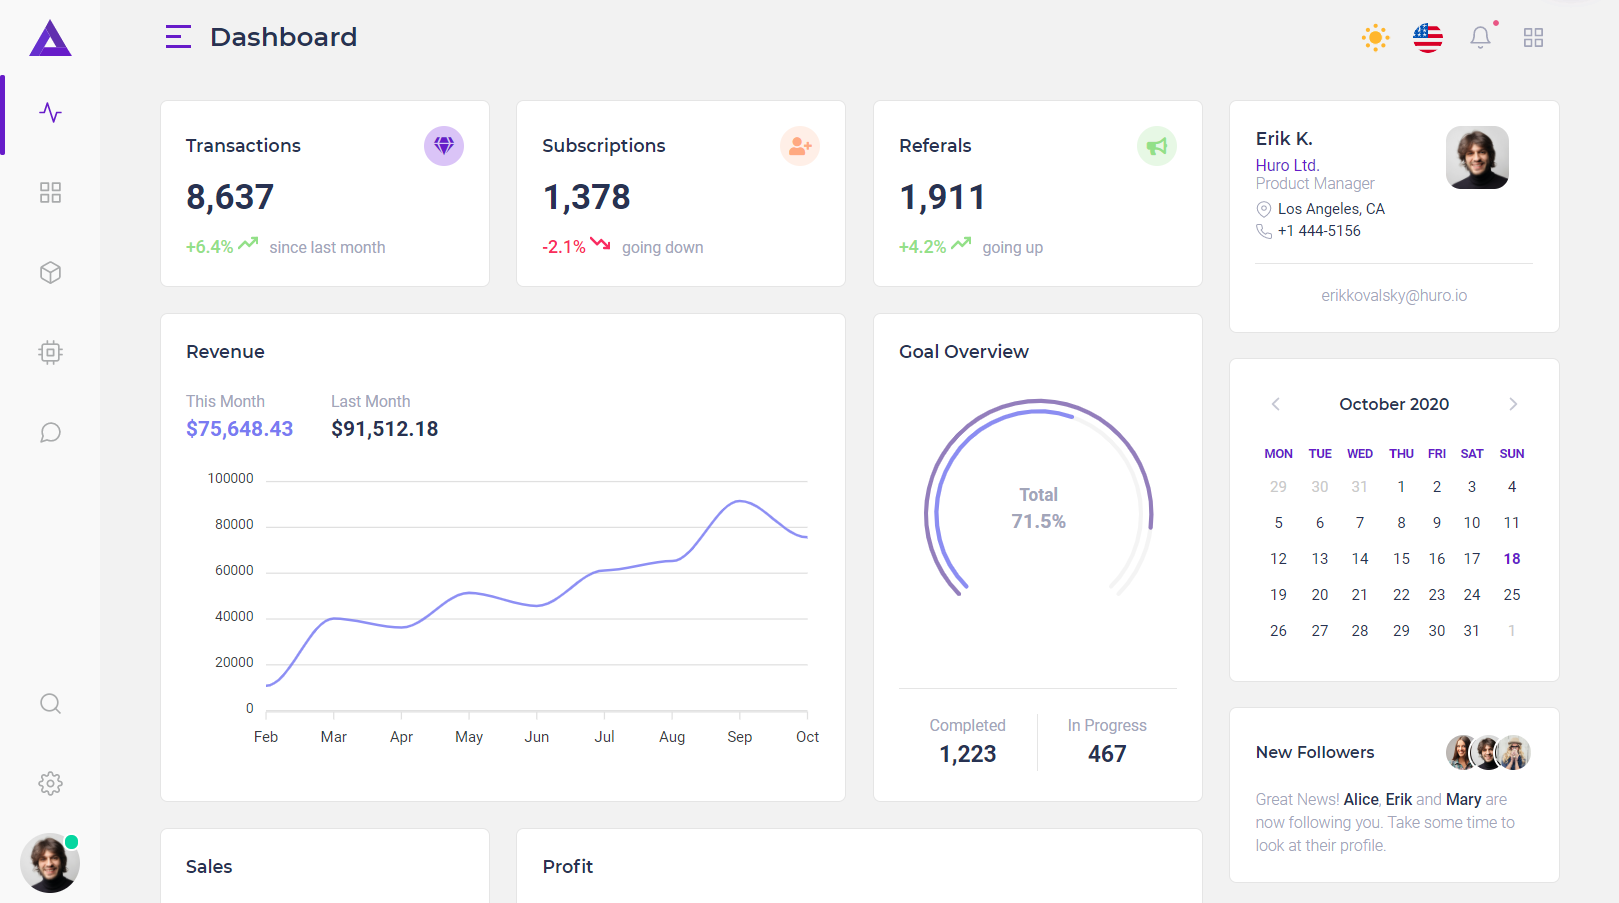 Dashboard
Transactions
8,637
+6.4% since last month
Subscriptions
1,378
-2.1% going down
Referals
1,911
+4.2% going up
Erik K.
Huro Ltd.
Product Manager
Los Angeles, CA
+1 444-5156
erikkovalsky@huro.io
Revenue
This Month Last Month
$75,648.43 $91,512.18
100000
80000
60000
40000
20000
0
Feb Mar Apr May Jun Jul Aug Sep Oct
Goal Overview
Total
71.5%
Completed In Progress
1,223 467
October 2020
MON TUE WED THU FRI SAT SUN
29 30 31 1 2 3 4
5 6 7 8 9 10 11
12 13 14 15 16 17 18
19 20 21 22 23 24 25
26 27 28 29 30 31 1
New Followers
Great News! Alice, Erik and Mary are
now following you. Take some time to
look at their profile.
Sales
Profit